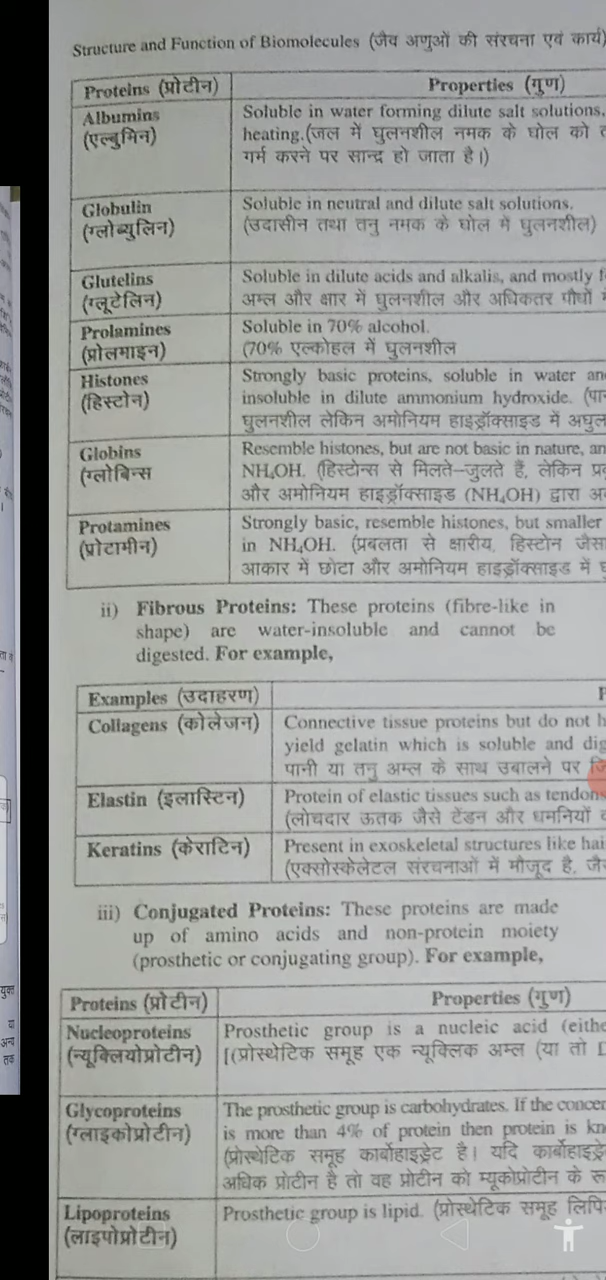 Structure and Function of Biomolecules (जैव अणुओं की संरचना एवं कार्य)
Proteins (प्रोटीन)
Properties (गुण)
Albumins
(एल्बुमिन)
Soluble in water forming dilute salt solutions,
heating.(जल में घुलनशील नमक के घोल को
गर्म करने पर सान्द्र हो जाता है।)
Globulin
(ग्लोब्युलिन)
Soluble in neutral and dilute salt solutions.
(उदासीन तथा तनु नमक के घोल में घुलनशील)
Glutelins
(ग्लूटेलिन)
Soluble in dilute acids and alkalis, and mostly
अम्ल और क्षार में घुलनशील और अधिकतर पौधों
Prolamines
(प्रोलमाइन)
Soluble in 70% alcohol.
(70% एल्कोहल में घुलनशील
Histones
(हिस्टोन)
Strongly basic proteins, soluble in water
insoluble in dilute ammonium hydroxide.
घुलनशील लेकिन अमोनियम हाइड्रॉक्साइड में
Globins
(ग्लोबिन्स
Resemble histones, but are not basic in nature,
NH₄OH. (हिस्टोन्स से मिलते-जुलते हैं, लेकिन
और अमोनियम हाइड्रॉक्साइड (NH₄OH) द्वारा
Protamines
(प्रोटामीन)
Strongly basic, resemble histones, but smaller
in NH₄OH. (प्रबलता से क्षारीय, हिस्टोन जैसा
आकार में छोटा और अमोनियम हाइड्रॉक्साइड में
ii) Fibrous Proteins: These proteins (fibre-like in
shape) are water-insoluble and cannot be
digested. For example,
Examples (उदाहरण)
Collagens (कोलेजन)
Connective tissue proteins but do not
yield gelatin which is soluble and
पानी या तनु अम्ल के साथ उबालने पर
Elastin (इलास्टिन)
Protein of elastic tissues such as tendons
(लोचदार ऊतक जैसे टेंडन और धमनियों
Keratins (केराटिन)
Present in exoskeletal structures like
(एक्सोस्केलेटल संरचनाओं में मौजूद है,
iii) Conjugated Proteins: These proteins are made
up of amino acids and non-protein moiety
(prosthetic or conjugating group). For example,
Proteins (प्रोटीन)
Properties (गुण)
Nucleoproteins
(न्यूक्लियोप्रोटीन)
Prosthetic group is a nucleic acid
[(प्रोस्थेटिक समूह एक न्यूक्लिक अम्ल (या तो
Glycoproteins
(ग्लाइकोप्रोटीन)
The prosthetic group is carbohydrates. If the
is more than 4% of protein then protein is
(प्रोस्थेटिक समूह कार्बोहाइड्रेट है। यदि
अधिक प्रोटीन है तो वह प्रोटीन को म्यूकोप्रोटीन के
Lipoproteins
(लाइपोप्रोटीन)
Prosthetic group is lipid. (प्रोस्थेटिक समूह